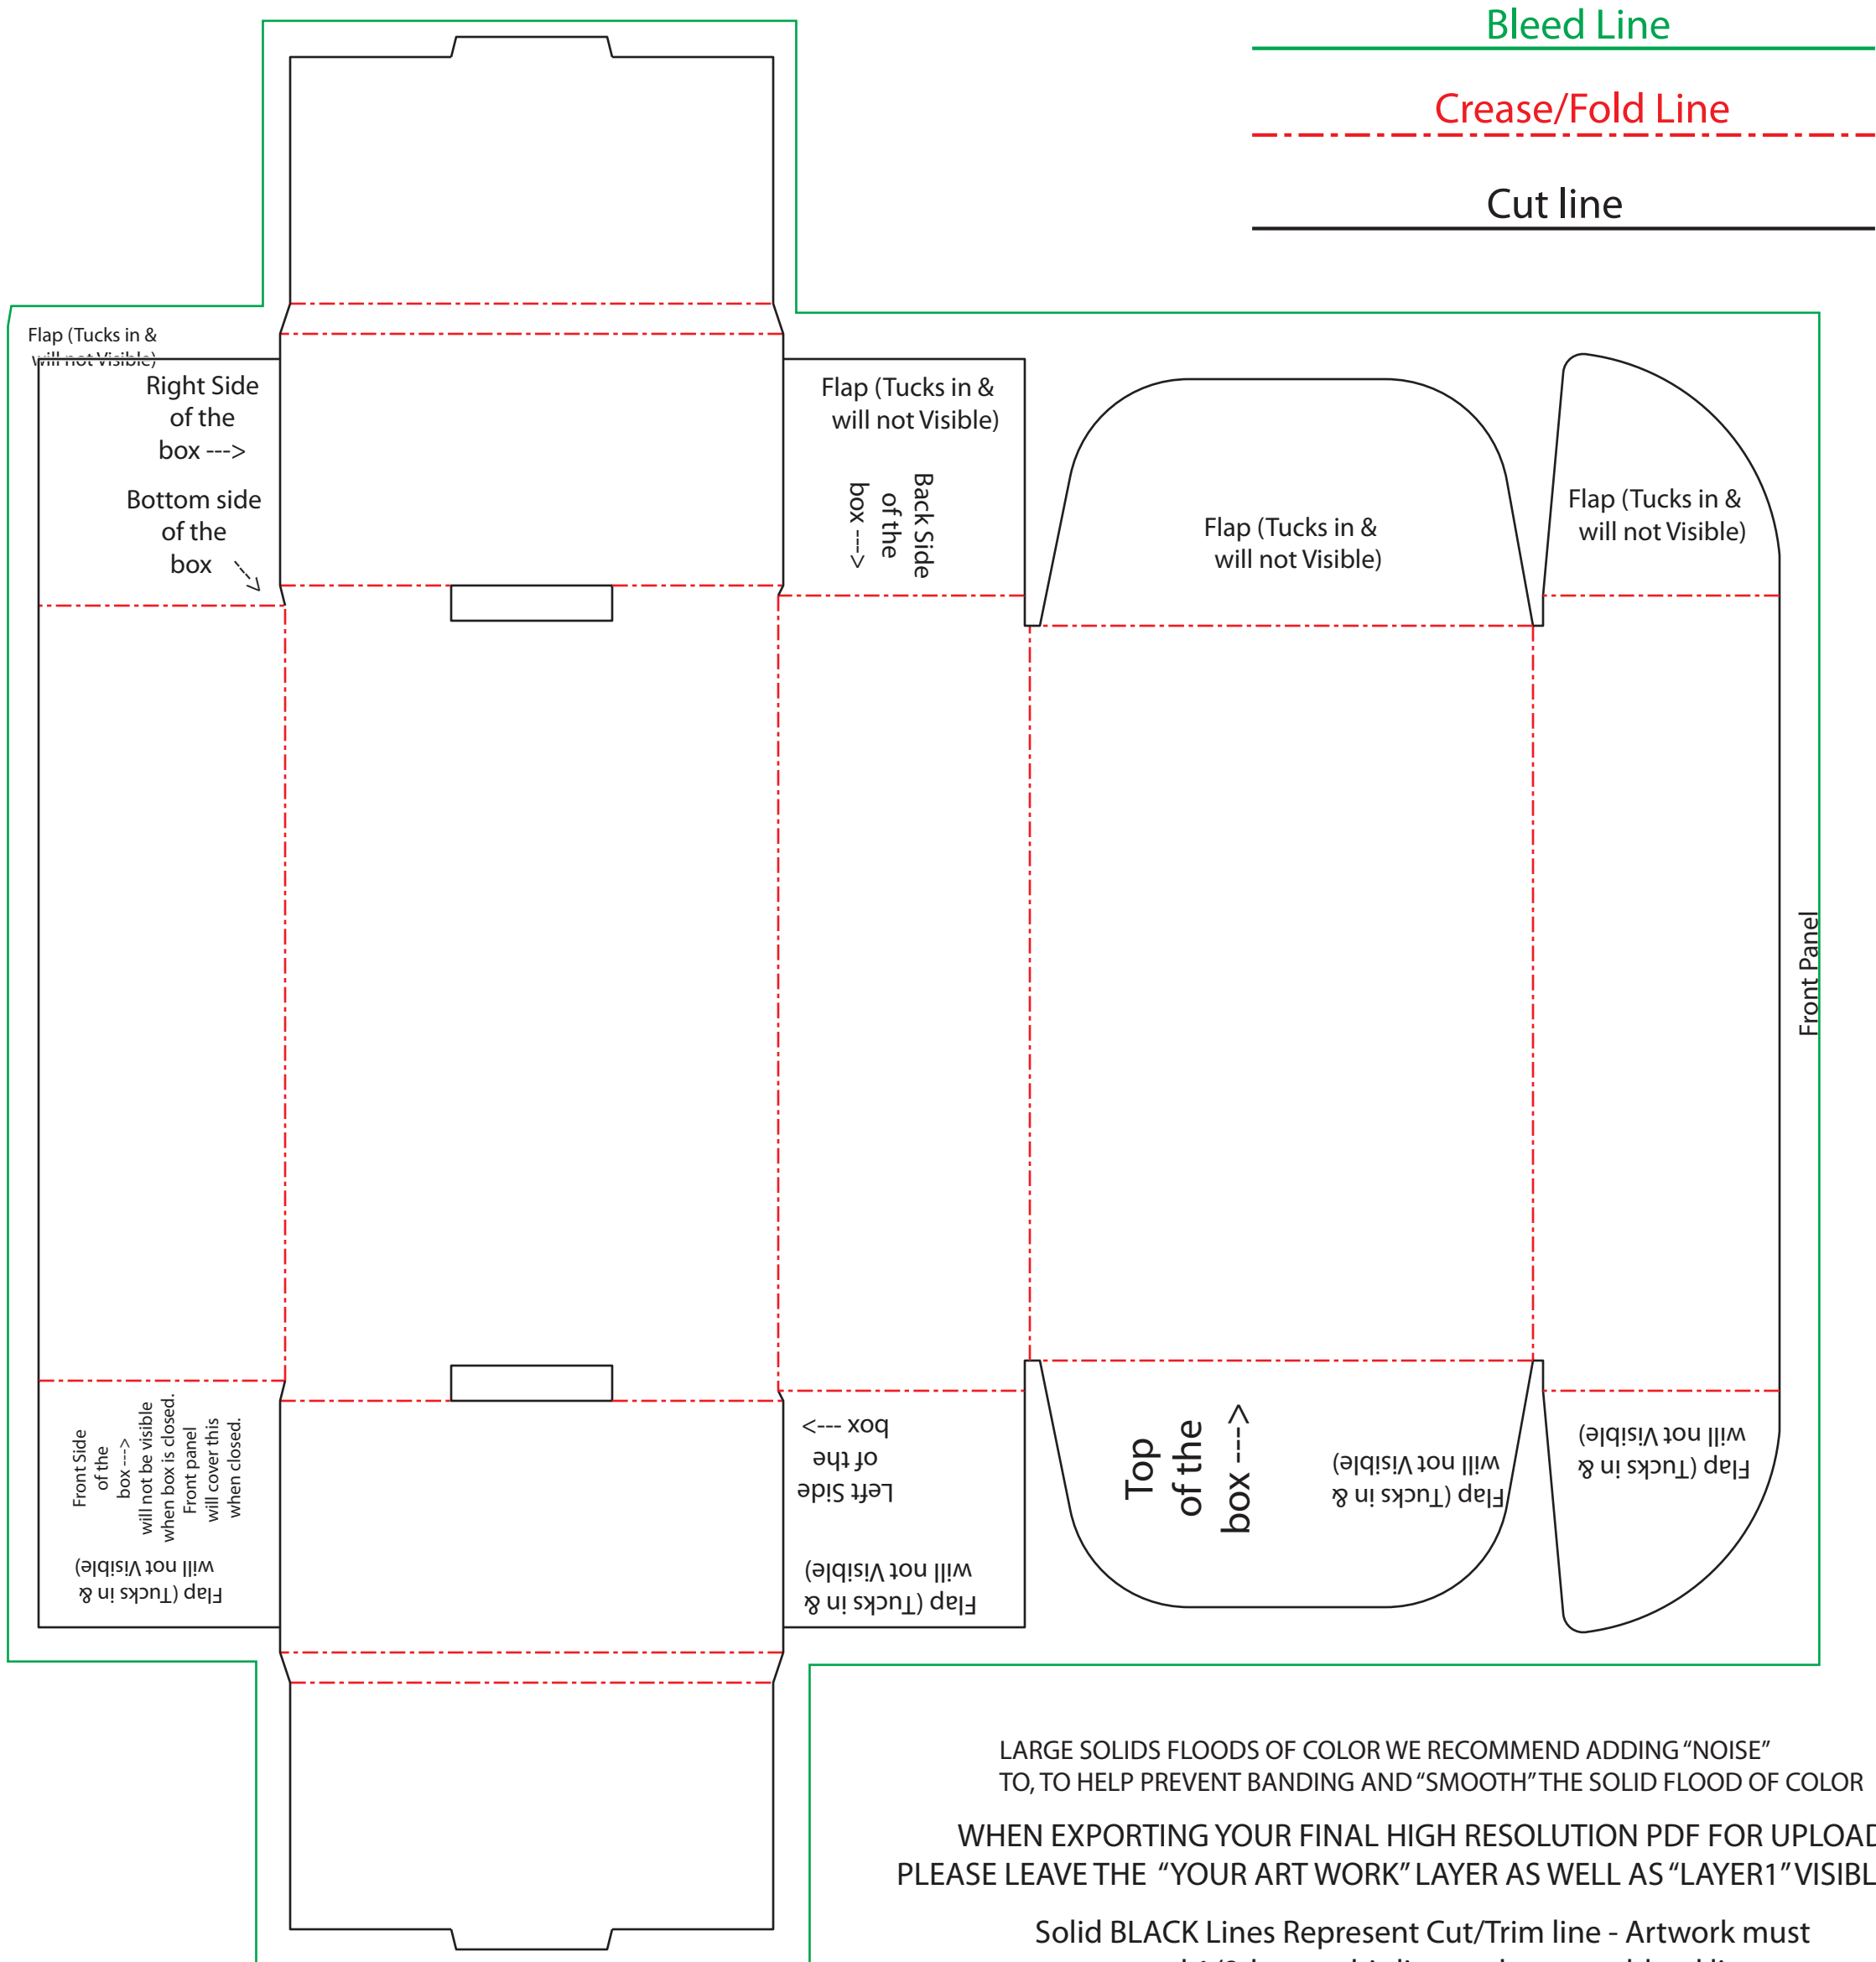 Bleed Line
Crease/Fold Line
Cut line
Flap (Tucks in &
will not Visible)
Right Side
of the
box --->
Bottom side
of the
box --->
Flap (Tucks in &
will not Visible)
Back Side
of the
box --->
Flap (Tucks in &
will not Visible)
Flap (Tucks in &
will not Visible)
Front Panel
Front Side
of the
box --->
will not be visible
when box is closed.
Front panel
will cover this
when closed.
Flap (Tucks in &
will not Visible)
Left Side
of the
box --->
Flap (Tucks in &
will not Visible)
Top
of the
box --->
Flap (Tucks in &
will not Visible)
Flap (Tucks in &
will not Visible)
LARGE SOLIDS FLOODS OF COLOR WE RECOMMEND ADDING “NOISE”
TO, TO HELP PREVENT BANDING AND “SMOOTH” THE SOLID FLOOD OF COLOR
WHEN EXPORTING YOUR FINAL HIGH RESOLUTION PDF FOR UPLOAD
PLEASE LEAVE THE “YOUR ART WORK” LAYER AS WELL AS “LAYER1” VISIBL
Solid BLACK Lines Represent Cut/Trim line - Artwork must